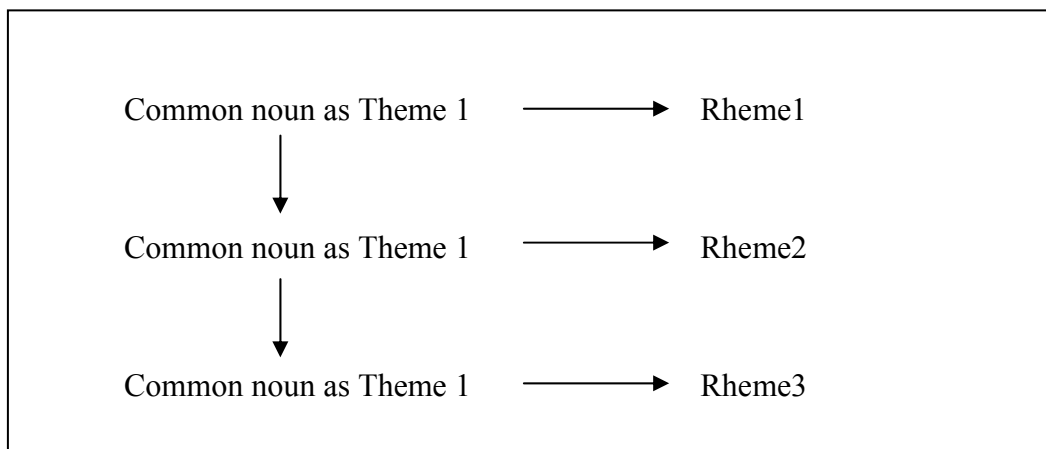 Common noun as Theme 1 Rheme1
Common noun as Theme 1 Rheme2
Common noun as Theme 1 Rheme3